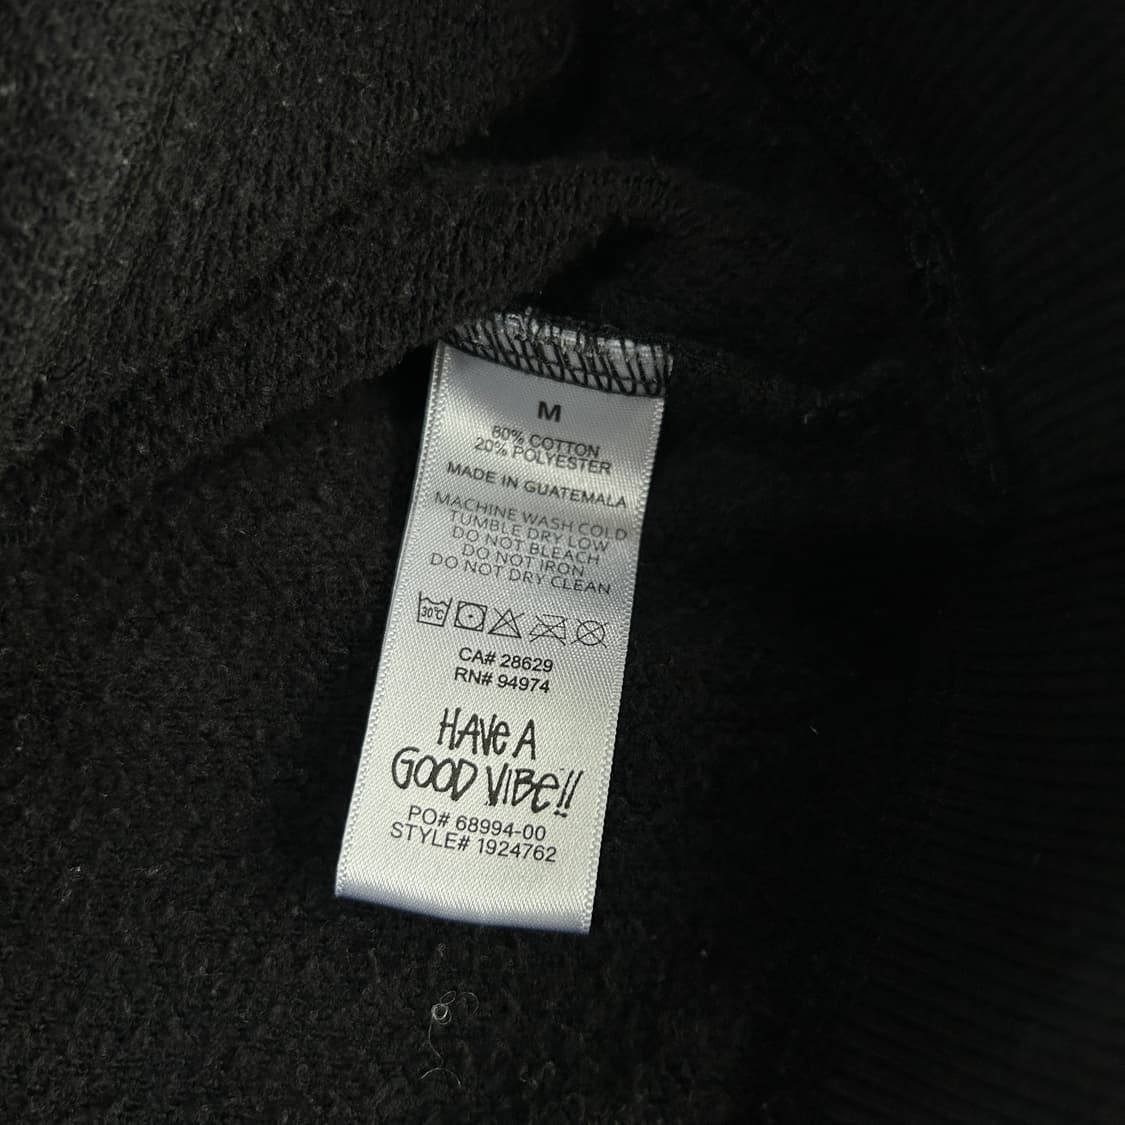 M
80% COTTON
20% POLYESTER
MADE IN GUATEMALA
MACHINE WASH COLD
TUMBLE DRY LOW
DO NOT BLEACH
DO NOT IRON
DO NOT DRY CLEAN
30°C
CA# 28629
RN# 94974
HAVe A
GOOD VIBe!!
PO# 68994-00
STYLE# 1924762